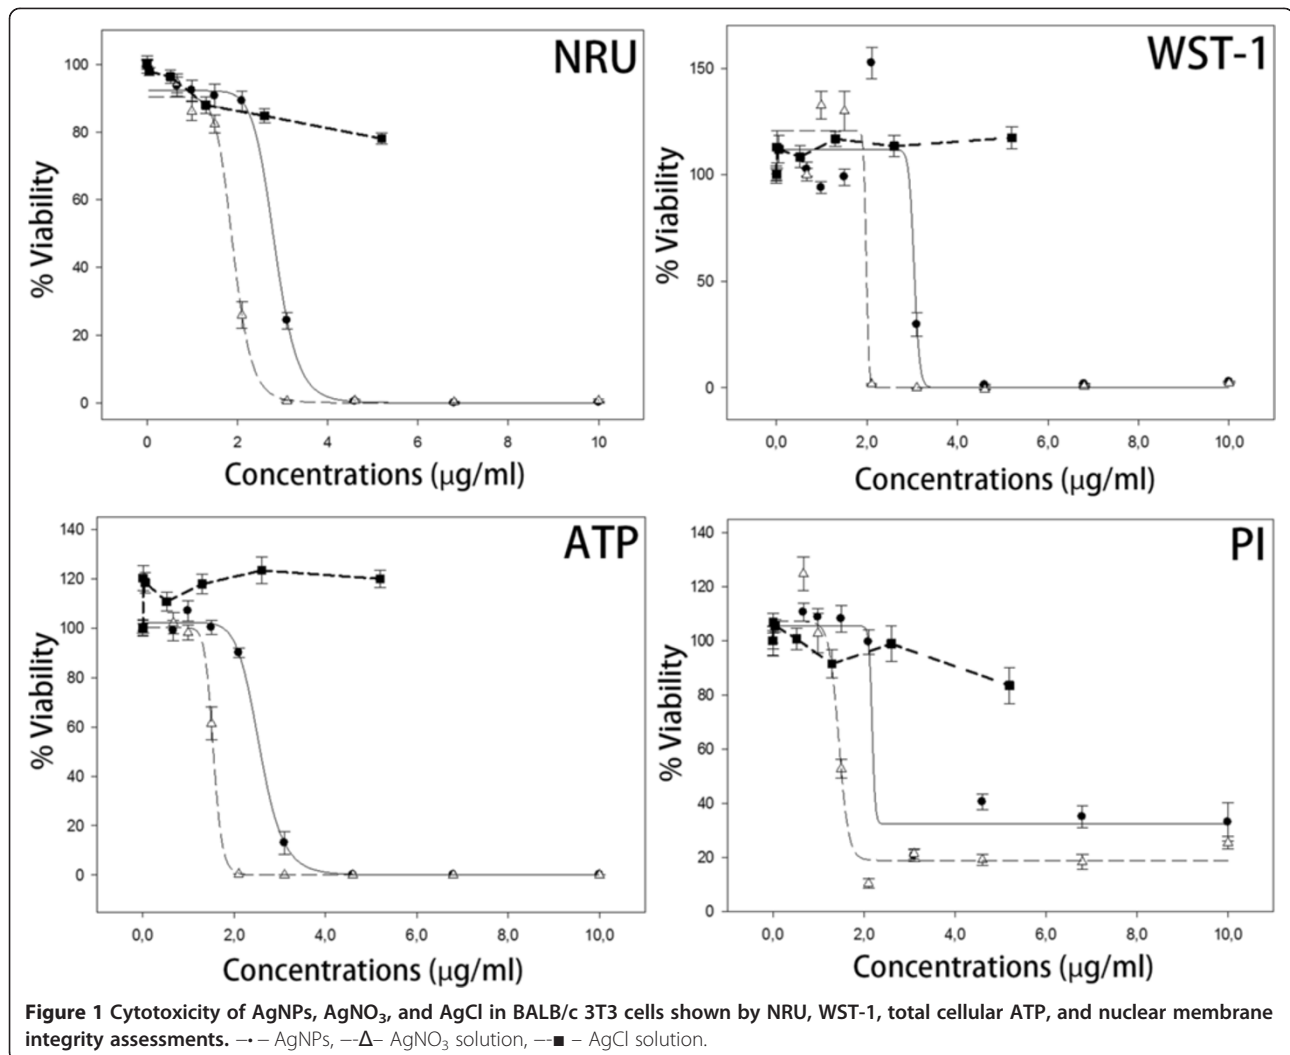 NRU
100
80
60
40
20
0
% Viability
0 2 4 6 8 10
Concentrations (μg/ml)
WST-1
150
100
50
0
% Viability
0,0 2,0 4,0 6,0 8,0 10,0
Concentrations (μg/ml)
ATP
140
120
100
80
60
40
20
0
% Viability
0,0 2,0 4,0 6,0 8,0 10,0
Concentrations (μg/ml)
PI
140
120
100
80
60
40
20
0
% Viability
0,0 2,0 4,0 6,0 8,0 10,0
Concentrations (μg/ml)
Figure 1 Cytotoxicity of AgNPs, AgNO₃, and AgCl in BALB/c 3T3 cells shown by NRU, WST-1, total cellular ATP, and nuclear membrane
integrity assessments. –•– AgNPs, –-Δ– AgNO₃ solution, –-■ – AgCl solution.